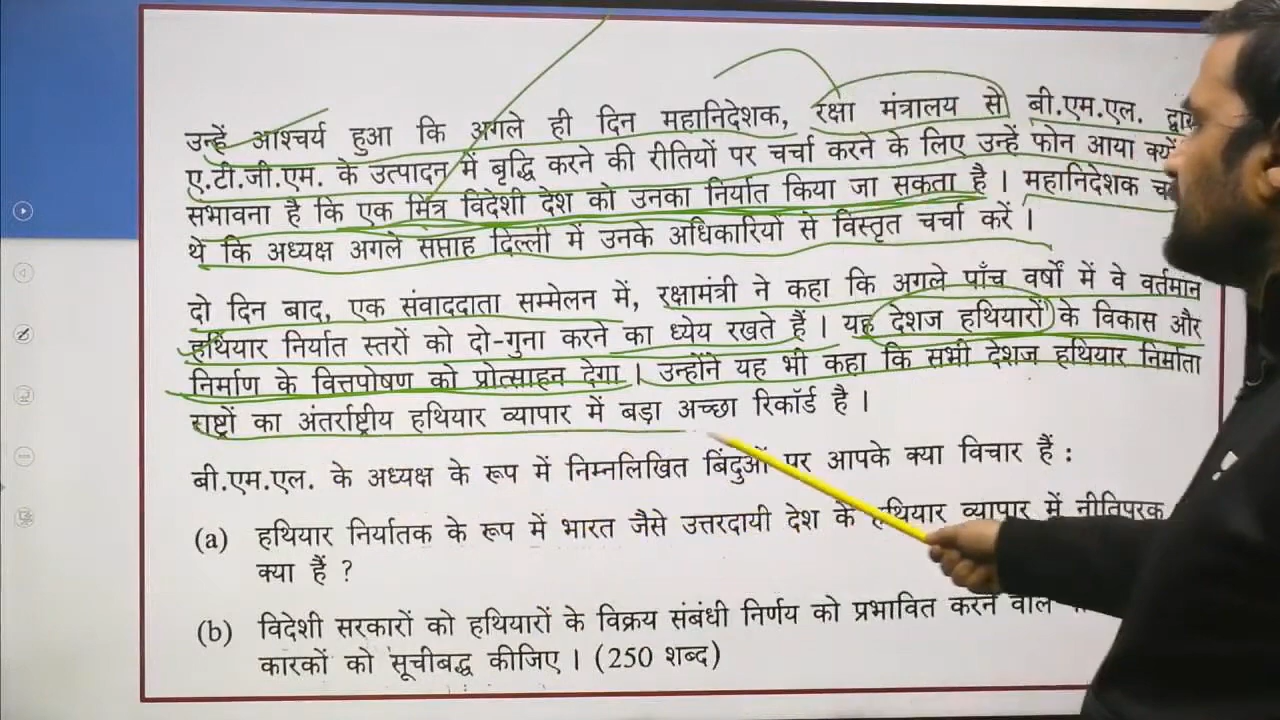 उन्हें आश्चर्य हुआ कि अगले ही दिन महानिदेशक, रक्षा मंत्रालय से बी.एम.एल.
ए.टी.जी.एम. के उत्पादन में बृद्धि करने की रीतियों पर चर्चा करने के लिए उन्हें फोन आया
संभावना है कि एक मित्र विदेशी देश को उनका निर्यात किया जा सकता है । महानिदेशक
थे कि अध्यक्ष अगले सप्ताह दिल्ली में उनके अधिकारियों से विस्तृत चर्चा करें ।
दो दिन बाद, एक संवाददाता सम्मेलन में, रक्षामंत्री ने कहा कि अगले पाँच वर्षों में वे वर्तमान
हथियार निर्यात स्तरों को दो-गुना करने का ध्येय रखते हैं । यह देशज हथियारों के विकास और
निर्माण के वित्तपोषण को प्रोत्साहन देगा । उन्होंने यह भी कहा कि सभी देशज हथियार निर्माता
राष्ट्रों का अंतर्राष्ट्रीय हथियार व्यापार में बड़ा अच्छा रिकॉर्ड है ।
बी.एम.एल. के अध्यक्ष के रूप में निम्नलिखित बिंदुओं पर आपके क्या विचार हैं :
(a) हथियार निर्यातक के रूप में भारत जैसे उत्तरदायी देश के हथियार व्यापार में नीतिपरक
क्या हैं ?
(b) विदेशी सरकारों को हथियारों के विक्रय संबंधी निर्णय को प्रभावित करने वाले
कारकों को सूचीबद्ध कीजिए । (250 शब्द)